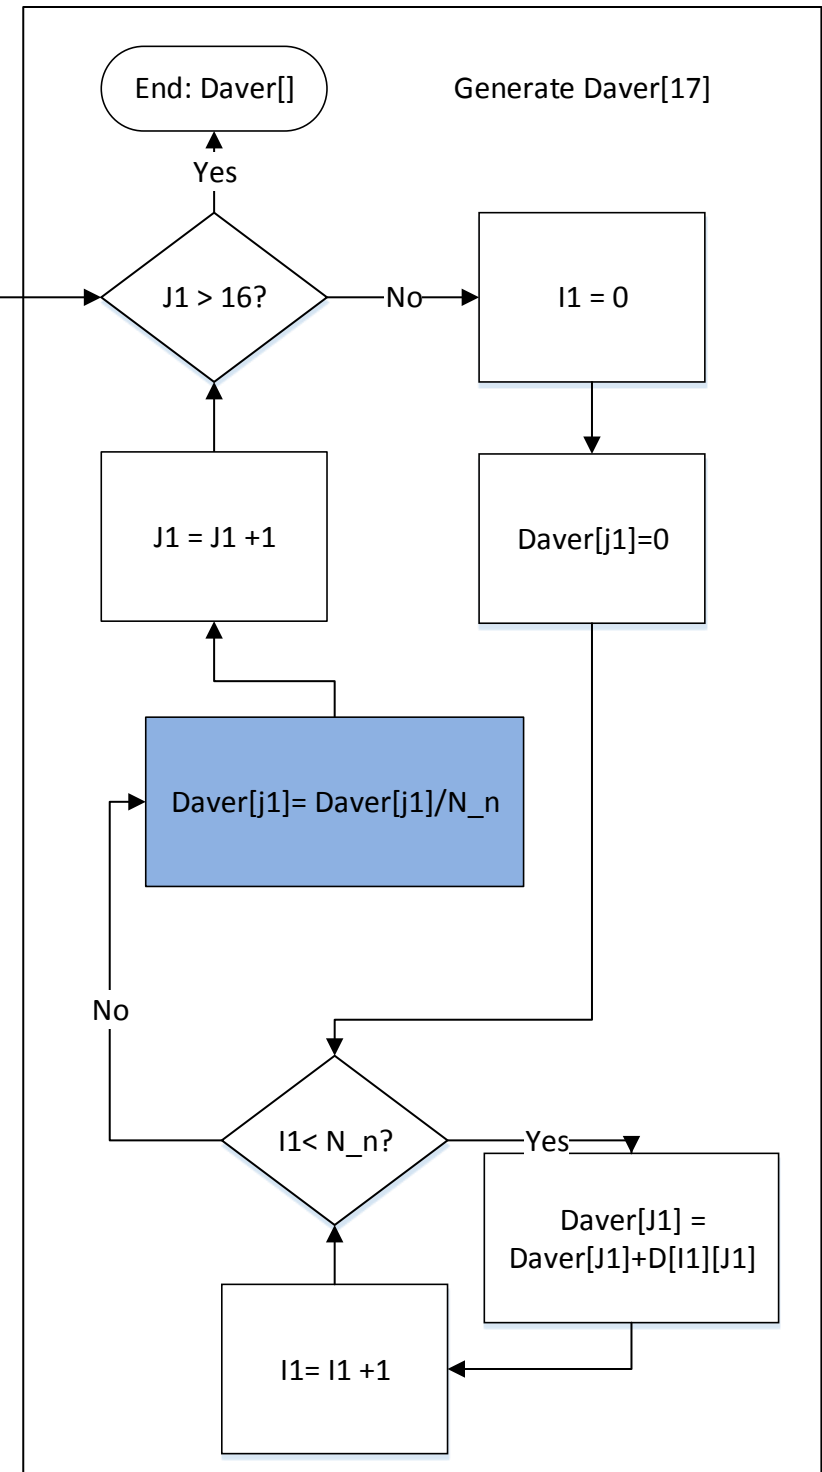 End: Daver[]
Generate Daver[17]
Yes
J1 > 16?
No
I1 = 0
J1 = J1 +1
Daver[j1]=0
Daver[j1]= Daver[j1]/N_n
No
I1< N_n?
Yes
Daver[J1] =
Daver[J1]+D[I1][J1]
I1= I1 +1